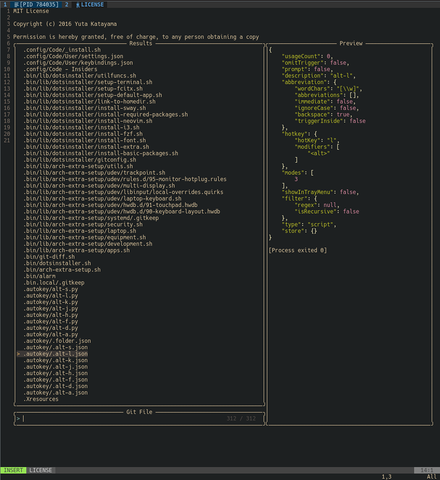 1 #[PID 784035] 2 LICENSE
MIT License
Copyright (c) 2016 Yuta Katayama
Permission is hereby granted, free of charge, to any person obtaining a copy
Results
.config/Code/_install.sh
.config/Code/User/settings.json
.config/Code/User/keybindings.json
.config/Code - Insiders
.bin/lib/dotsinstaller/utilfuncs.sh
.bin/lib/dotsinstaller/setup-terminal.sh
.bin/lib/dotsinstaller/setup-fcitx.sh
.bin/lib/dotsinstaller/setup-default-app.sh
.bin/lib/dotsinstaller/link-to-homedir.sh
.bin/lib/dotsinstaller/install-sway.sh
.bin/lib/dotsinstaller/install-required-packages.sh
.bin/lib/dotsinstaller/install-neovim.sh
.bin/lib/dotsinstaller/install-i3.sh
.bin/lib/dotsinstaller/install-fzf.sh
.bin/lib/dotsinstaller/install-font.sh
.bin/lib/dotsinstaller/install-extra.sh
.bin/lib/dotsinstaller/install-basic-packages.sh
.bin/lib/dotsinstaller/gitconfig.sh
.bin/lib/arch-extra-setup/utils.sh
.bin/lib/arch-extra-setup/udev/trackpoint.sh
.bin/lib/arch-extra-setup/udev/rules.d/95-monitor-hotplug.rules
.bin/lib/arch-extra-setup/udev/multi-display.sh
.bin/lib/arch-extra-setup/udev/libinput/local-overrides.quirks
.bin/lib/arch-extra-setup/udev/laptop-keyboard.sh
.bin/lib/arch-extra-setup/udev/hwdb.d/91-touchpad.hwdb
.bin/lib/arch-extra-setup/udev/hwdb.d/90-keyboard-layout.hwdb
.bin/lib/arch-extra-setup/systemd/.gitkeep
.bin/lib/arch-extra-setup/security.sh
.bin/lib/arch-extra-setup/laptop.sh
.bin/lib/arch-extra-setup/equipment.sh
.bin/lib/arch-extra-setup/development.sh
.bin/lib/arch-extra-setup/apps.sh
.bin/git-diff.sh
.bin/dotsinstaller.sh
.bin/arch-extra-setup.sh
.bin/alarm
.bin.local/.gitkeep
.autokey/alt-s.py
.autokey/alt-l.py
.autokey/alt-k.py
.autokey/alt-j.py
.autokey/alt-h.py
.autokey/alt-f.py
.autokey/alt-d.py
.autokey/alt-a.py
.autokey/.folder.json
.autokey/.alt-s.json
> .autokey/.alt-l.json
.autokey/.alt-k.json
.autokey/.alt-j.json
.autokey/.alt-h.json
.autokey/.alt-f.json
.autokey/.alt-d.json
.autokey/.alt-a.json
.Xresources
Git File
> 312 / 312
Preview
{
"usageCount": 0,
"omitTrigger": false,
"prompt": false,
"description": "alt-l",
"abbreviation": {
"wordChars": "[\\w]",
"abbreviations": [],
"immediate": false,
"ignoreCase": false,
"backspace": true,
"triggerInside": false
},
"hotkey": {
"hotKey": "l",
"modifiers": [
"<alt>"
]
},
"modes": [
3
],
"showInTrayMenu": false,
"filter": {
"regex": null,
"isRecursive": false
},
"type": "script",
"store": {}
}
[Process exited 0]
INSERT LICENSE
1,3 All